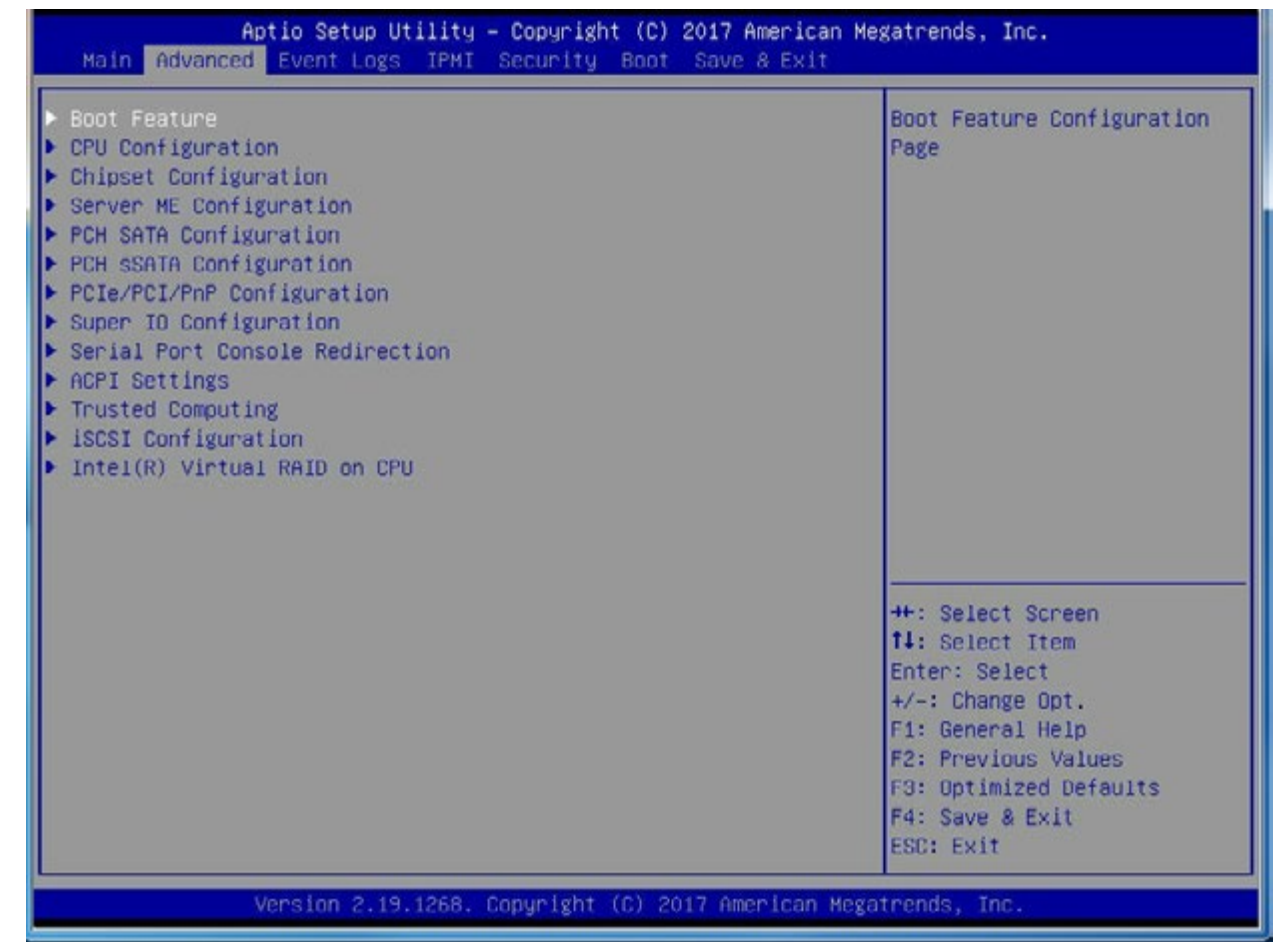 Aptio Setup Utility – Copyright (C) 2017 American Megatrends, Inc.
Main Advanced Event Logs IPMI Security Boot Save & Exit
▶ Boot Feature
▶ CPU Configuration
▶ Chipset Configuration
▶ Server ME Configuration
▶ PCH SATA Configuration
▶ PCH sSATA Configuration
▶ PCIe/PCI/PnP Configuration
▶ Super IO Configuration
▶ Serial Port Console Redirection
▶ ACPI Settings
▶ Trusted Computing
▶ iSCSI Configuration
▶ Intel(R) Virtual RAID on CPU
Boot Feature Configuration
Page
→←: Select Screen
↑↓: Select Item
Enter: Select
+/-: Change Opt.
F1: General Help
F2: Previous Values
F3: Optimized Defaults
F4: Save & Exit
ESC: Exit
Version 2.19.1268. Copyright (C) 2017 American Megatrends, Inc.